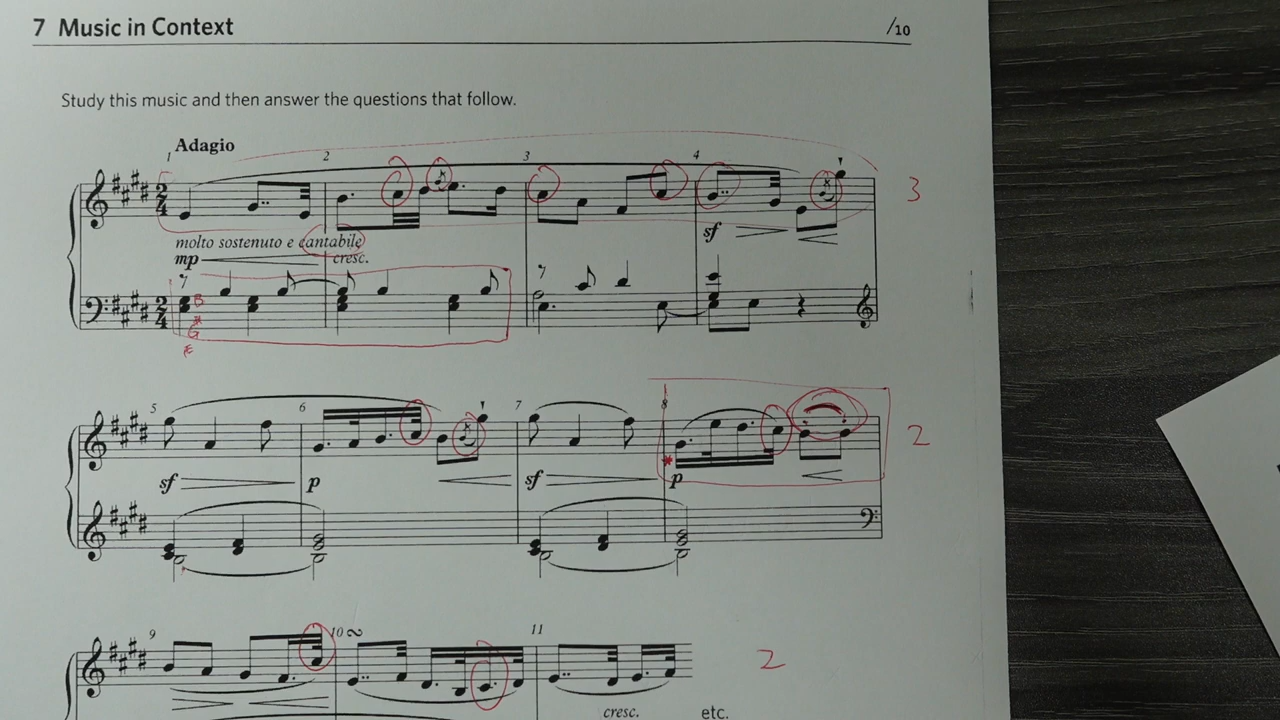 7 Music in Context /10
Study this music and then answer the questions that follow.
Adagio
1 2 3 4
3
molto sostenuto e cantabile
mp cresc. sf
B
G
E
5 6 7 8
2
sf p sf p
9 10 11
2
cresc. etc.